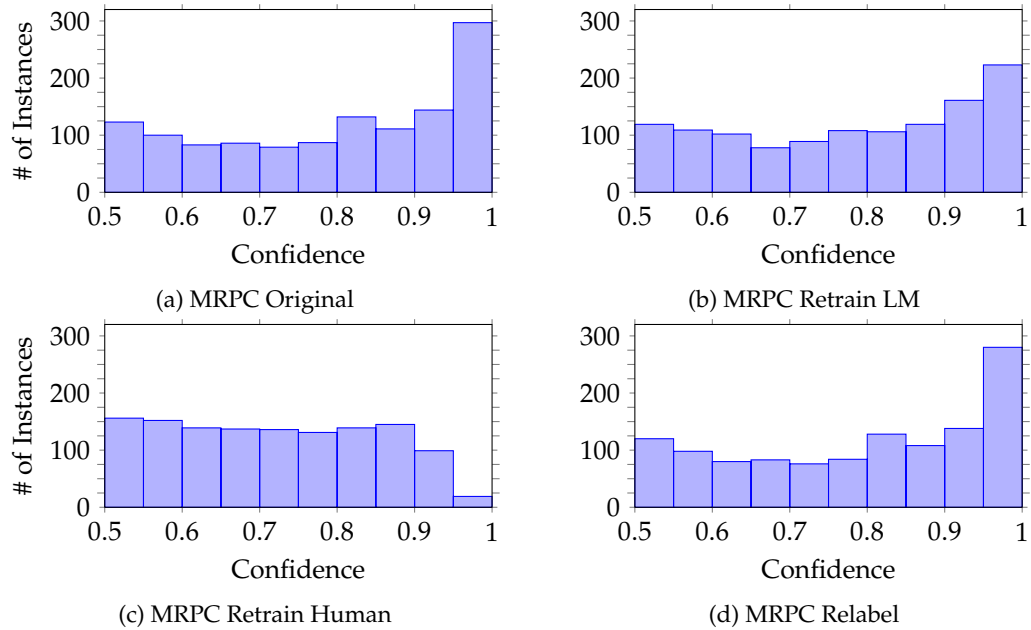 300
200
100
0
# of Instances
0.5 0.6 0.7 0.8 0.9 1
Confidence
(a) MRPC Original
300
200
100
0
0.5 0.6 0.7 0.8 0.9 1
Confidence
(b) MRPC Retrain LM
300
200
100
0
# of Instances
0.5 0.6 0.7 0.8 0.9 1
Confidence
(c) MRPC Retrain Human
300
200
100
0
0.5 0.6 0.7 0.8 0.9 1
Confidence
(d) MRPC Relabel